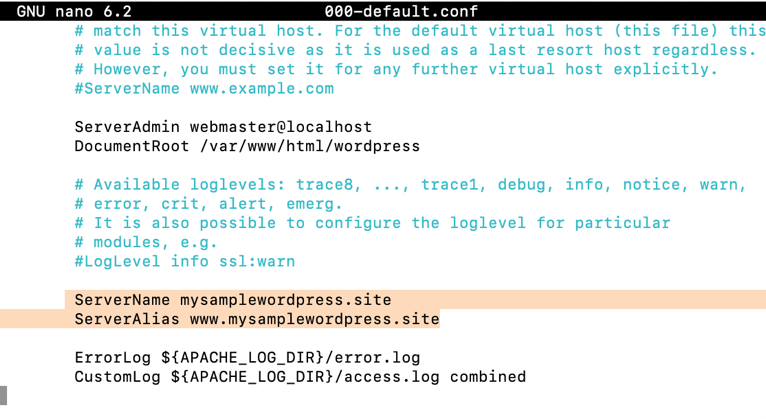 GNU nano 6.2 000-default.conf
# match this virtual host. For the default virtual host (this file) this
# value is not decisive as it is used as a last resort host regardless.
# However, you must set it for any further virtual host explicitly.
#ServerName www.example.com
ServerAdmin webmaster@localhost
DocumentRoot /var/www/html/wordpress
# Available loglevels: trace8, ..., trace1, debug, info, notice, warn,
# error, crit, alert, emerg.
# It is also possible to configure the loglevel for particular
# modules, e.g.
#LogLevel info ssl:warn
ServerName mysamplewordpress.site
ServerAlias www.mysamplewordpress.site
ErrorLog ${APACHE_LOG_DIR}/error.log
CustomLog ${APACHE_LOG_DIR}/access.log combined